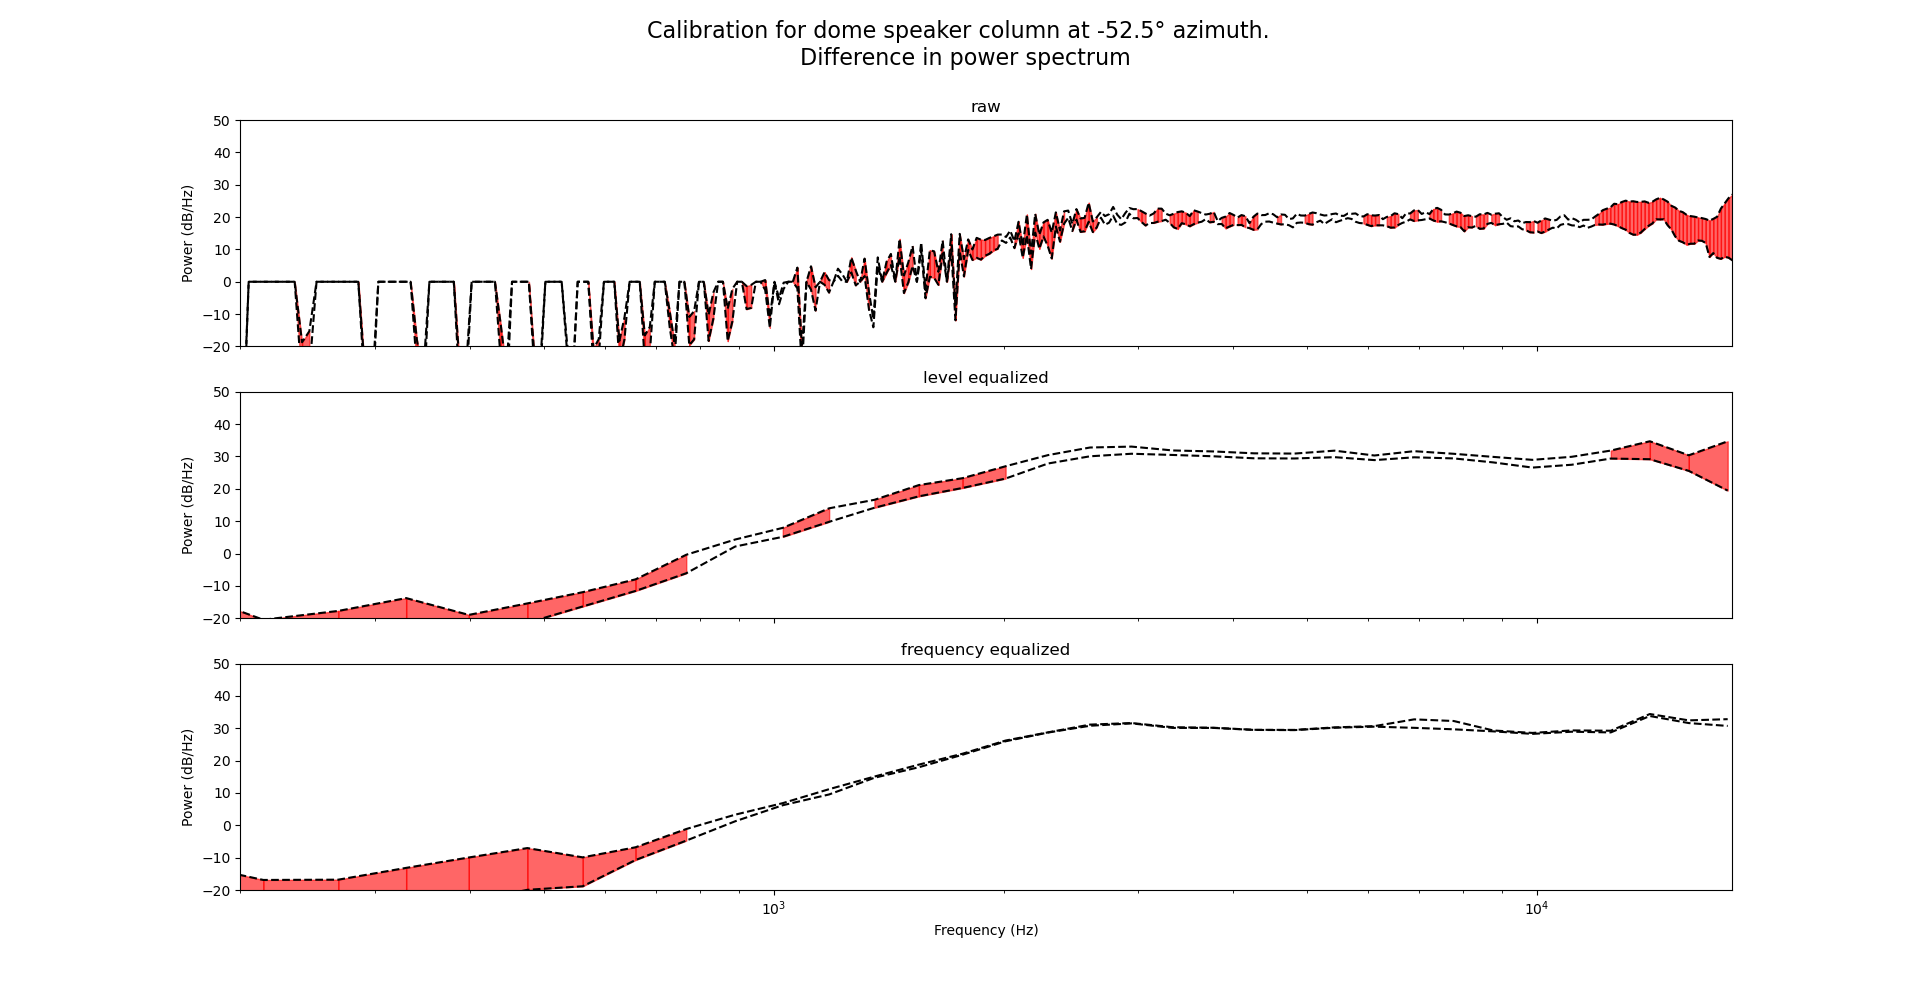 Calibration for dome speaker column at -52.5° azimuth.
Difference in power spectrum
raw
50
40
30
20
10
0
−10
−20
Power (dB/Hz)
level equalized
50
40
30
20
10
0
−10
−20
Power (dB/Hz)
frequency equalized
50
40
30
20
10
0
−10
−20
Power (dB/Hz)
10³ 10⁴
Frequency (Hz)